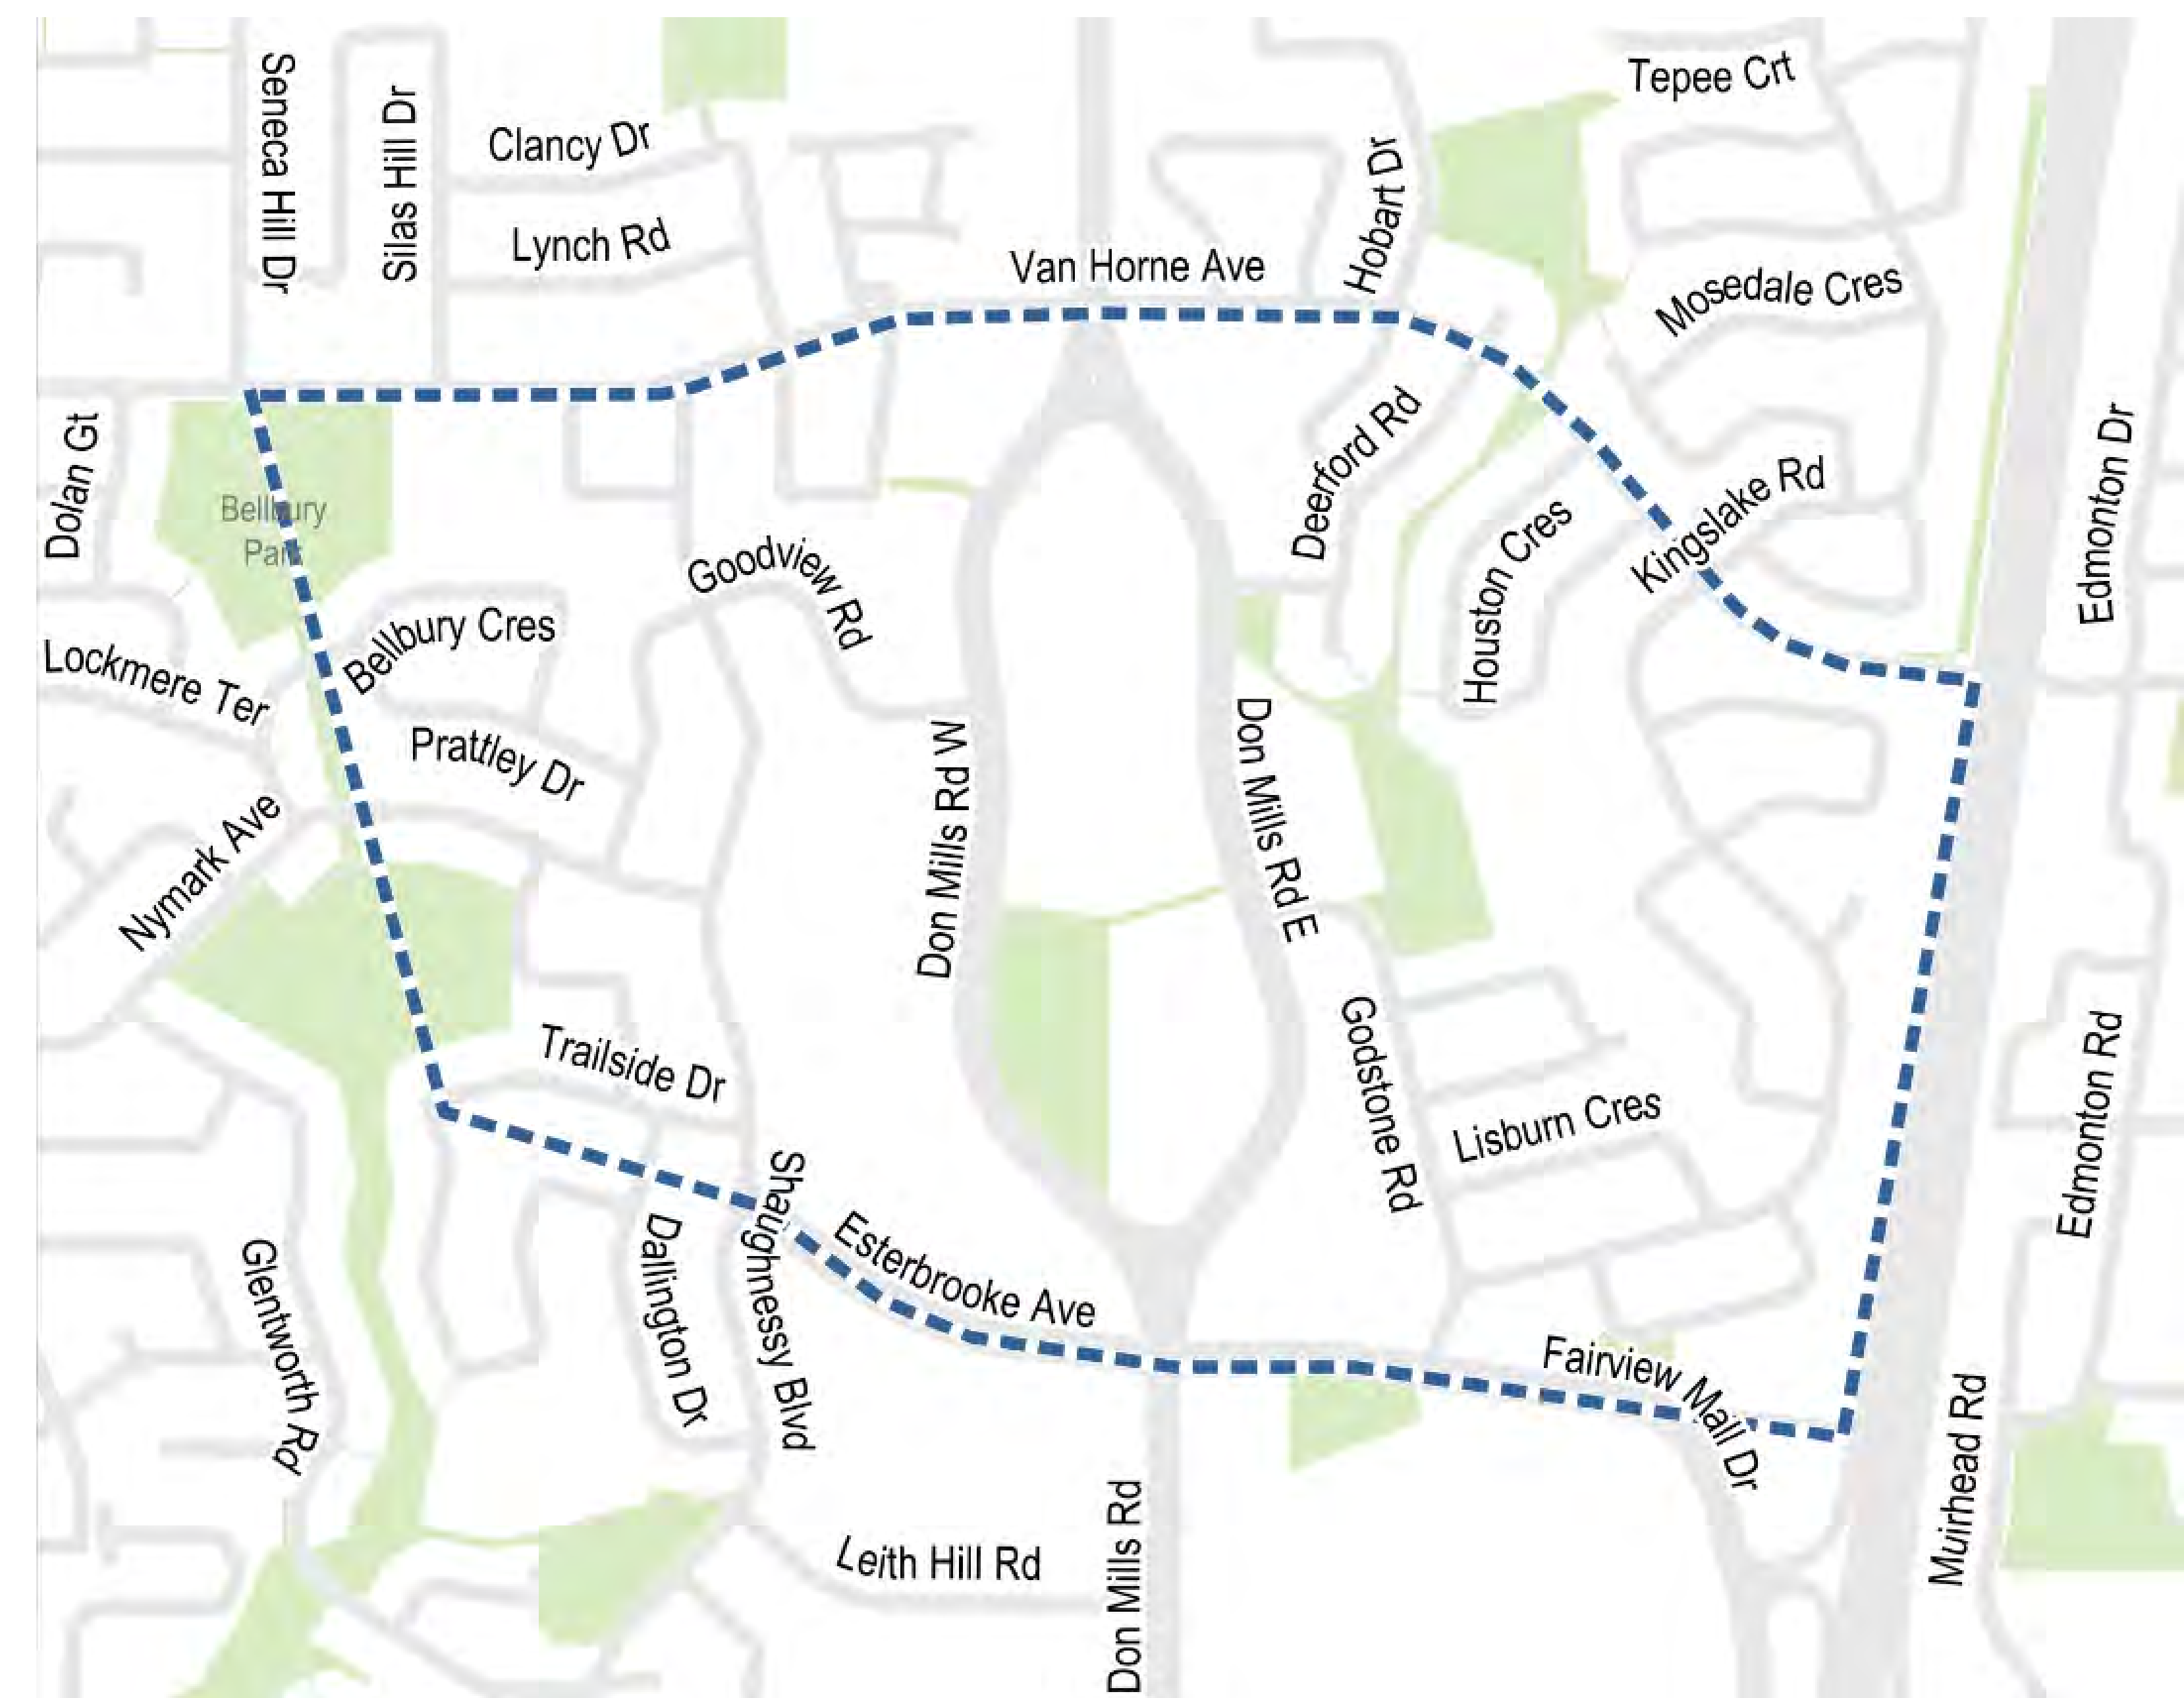 Tepee Crt
Seneca Hill Dr
Silas Hill Dr
Clancy Dr
Lynch Rd
Hobart Dr
Van Horne Ave
Mosedale Cres
Dolan Gt
Bellbury
Park
Deerford Rd
Kingslake Rd
Edmonton Dr
Houston Cres
Goodview Rd
Bellbury Cres
Lockmere Ter
Prattley Dr
Don Mills Rd W
Don Mills Rd E
Nymark Ave
Trailside Dr
Godstone Rd
Lisburn Cres
Edmonton Rd
Shaughnessy Blvd
Dallington Dr
Esterbrooke Ave
Glentworth Rd
Fairview Mall Dr
Muirhead Rd
Leith Hill Rd
Don Mills Rd